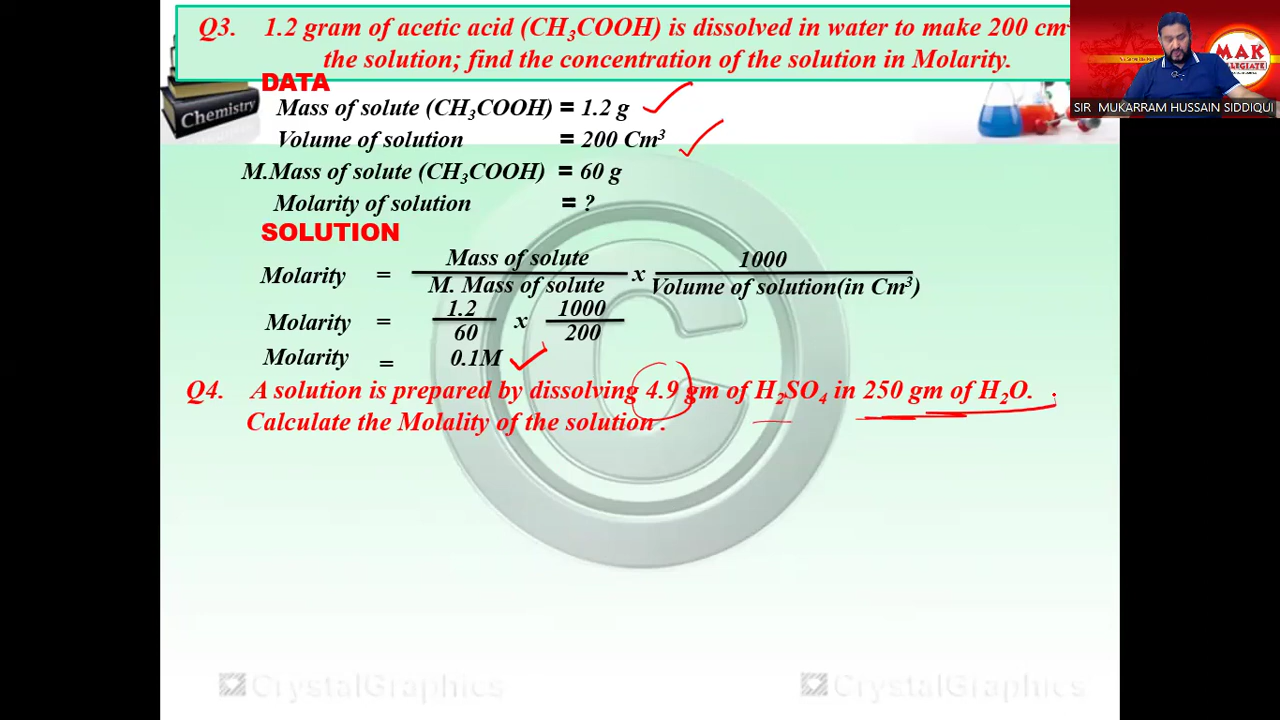 Q3. 1.2 gram of acetic acid (CH₃COOH) is dissolved in water to make 200 cm
the solution; find the concentration of the solution in Molarity.
DATA
Mass of solute (CH₃COOH) = 1.2 g
Volume of solution = 200 Cm³
M.Mass of solute (CH₃COOH) = 60 g
Molarity of solution = ?
SOLUTION
Molarity = Mass of solute / M. Mass of solute x 1000 / Volume of solution(in Cm³)
Molarity = 1.2 / 60 x 1000 / 200
Molarity = 0.1M
Q4. A solution is prepared by dissolving 4.9 gm of H₂SO₄ in 250 gm of H₂O.
Calculate the Molality of the solution .
Chemistry
MAK
SIR MUKARRAM HUSSAIN SIDDIQUI
CrystalGraphics
CrystalGraphics